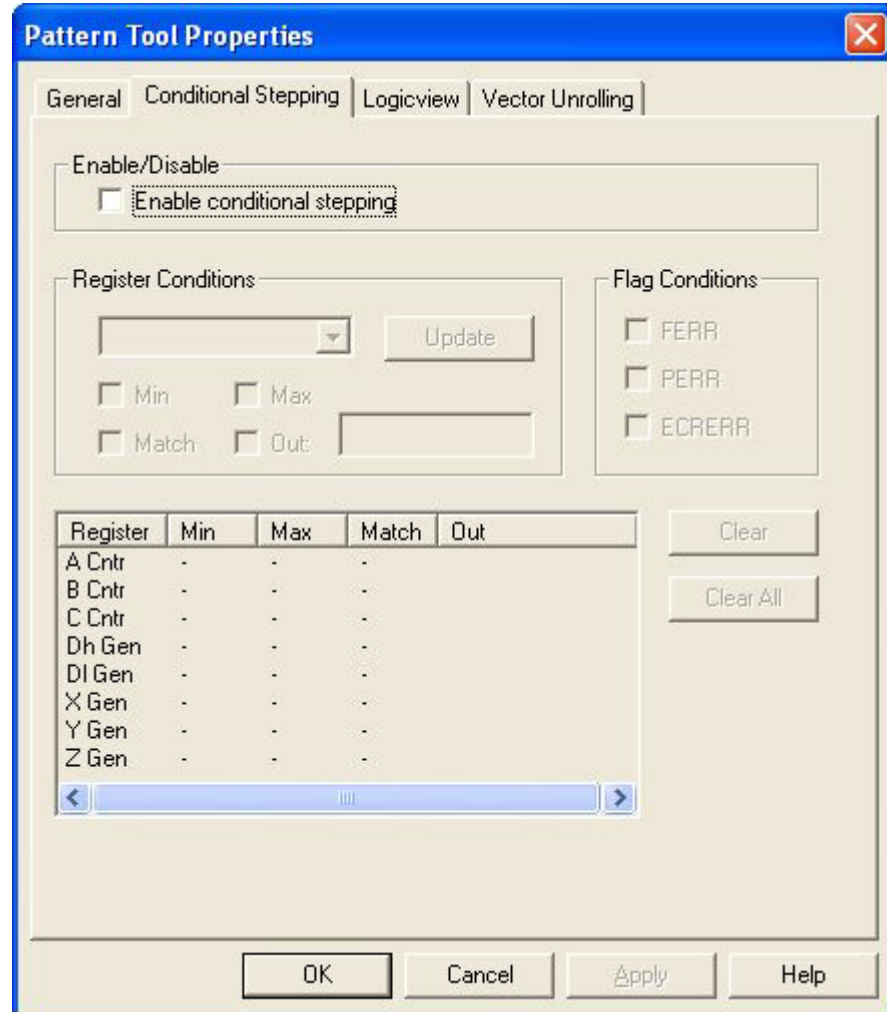 Pattern Tool Properties
General Conditional Stepping Logicview Vector Unrolling
Enable/Disable
Enable conditional stepping
Register Conditions
Update
Min Max
Match Out:
Flag Conditions
FERR
PERR
ECRERR
Register Min Max Match Out
A Cntr - - -
B Cntr - - -
C Cntr - - -
Dh Gen - - -
Dl Gen - - -
X Gen - - -
Y Gen - - -
Z Gen - - -
Clear
Clear All
OK Cancel Apply Help